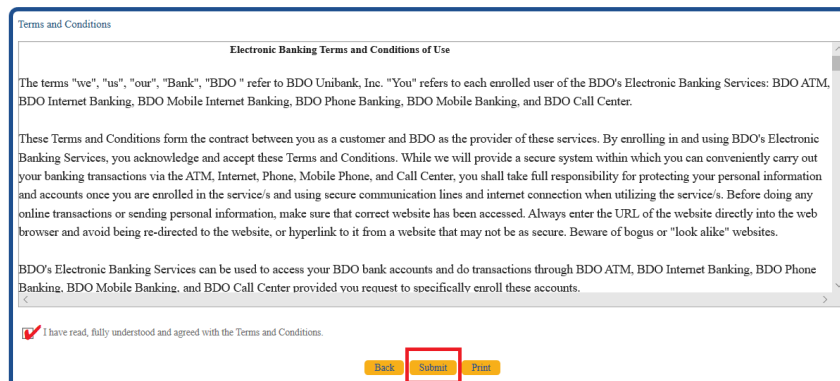 Terms and Conditions
Electronic Banking Terms and Conditions of Use
The terms "we", "us", "our", "Bank", "BDO " refer to BDO Unibank, Inc. "You" refers to each enrolled user of the BDO's Electronic Banking Services: BDO ATM,
BDO Internet Banking, BDO Mobile Internet Banking, BDO Phone Banking, BDO Mobile Banking, and BDO Call Center.
These Terms and Conditions form the contract between you as a customer and BDO as the provider of these services. By enrolling in and using BDO's Electronic
Banking Services, you acknowledge and accept these Terms and Conditions. While we will provide a secure system within which you can conveniently carry out
your banking transactions via the ATM, Internet, Phone, Mobile Phone, and Call Center, you shall take full responsibility for protecting your personal information
and accounts once you are enrolled in the service/s and using secure communication lines and internet connection when utilizing the service/s. Before doing any
online transactions or sending personal information, make sure that correct website has been accessed. Always enter the URL of the website directly into the web
browser and avoid being re-directed to the website, or hyperlink to it from a website that may not be as secure. Beware of bogus or "look alike" websites.
BDO's Electronic Banking Services can be used to access your BDO bank accounts and do transactions through BDO ATM, BDO Internet Banking, BDO Phone
Banking, BDO Mobile Banking, and BDO Call Center provided you request to specifically enroll these accounts.
I have read, fully understood and agreed with the Terms and Conditions.
Back Submit Print